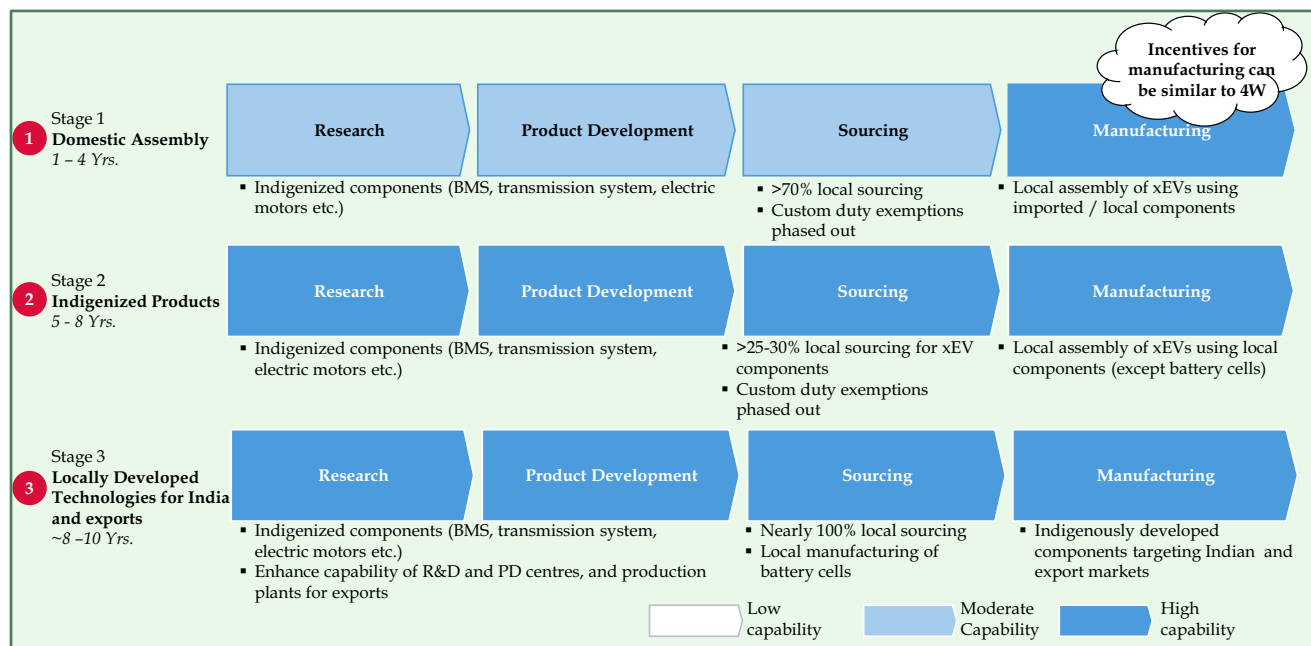 Incentives for
manufacturing can
be similar to 4W
1
Stage 1
Domestic Assembly
1 – 4 Yrs.
Research
Product Development
Sourcing
Manufacturing
▪ Indigenized components (BMS, transmission system, electric
motors etc.)
▪ >70% local sourcing
▪ Custom duty exemptions
phased out
▪ Local assembly of xEVs using
imported / local components
2
Stage 2
Indigenized Products
5 - 8 Yrs.
Research
Product Development
Sourcing
Manufacturing
▪ Indigenized components (BMS, transmission system,
electric motors etc.)
▪ >25-30% local sourcing for xEV
components
▪ Custom duty exemptions
phased out
▪ Local assembly of xEVs using local
components (except battery cells)
3
Stage 3
Locally Developed
Technologies for India
and exports
~8 –10 Yrs.
Research
Product Development
Sourcing
Manufacturing
▪ Indigenized components (BMS, transmission system,
electric motors etc.)
▪ Enhance capability of R&D and PD centres, and production
plants for exports
▪ Nearly 100% local sourcing
▪ Local manufacturing of
battery cells
▪ Indigenously developed
components targeting Indian and
export markets
Low
capability
Moderate
Capability
High
capability